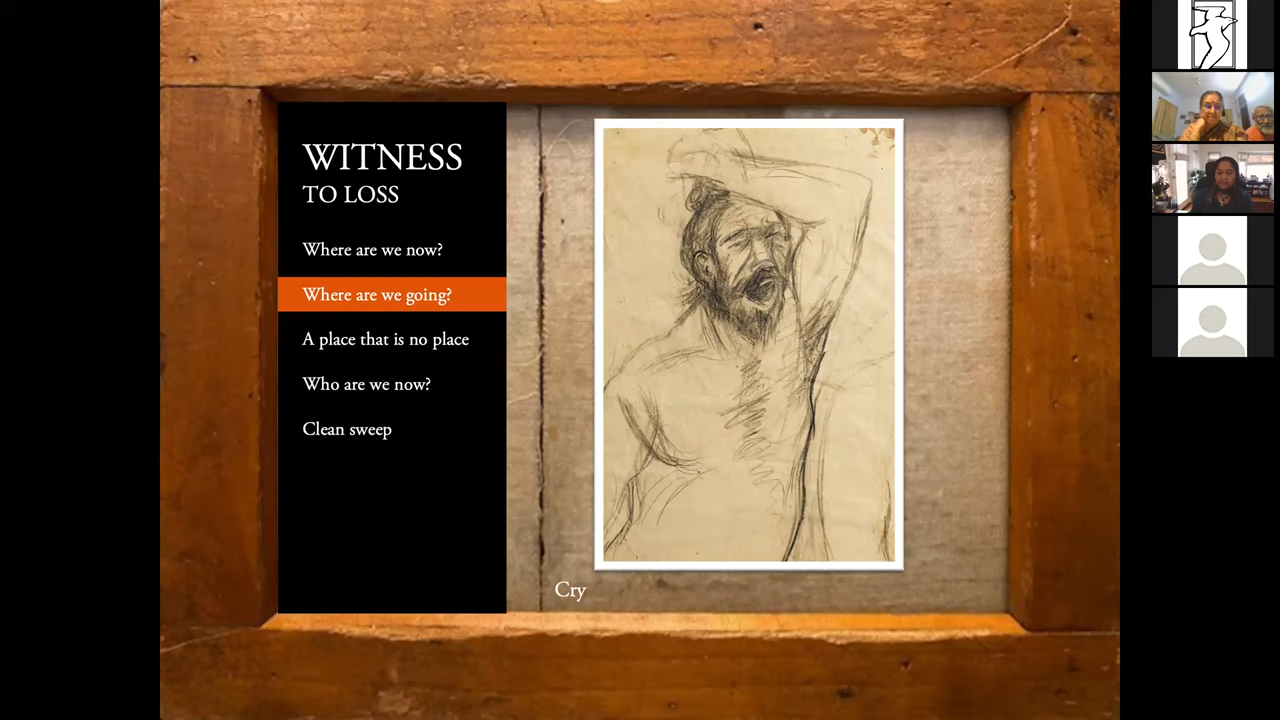 WITNESS
TO LOSS
Where are we now?
Where are we going?
A place that is no place
Who are we now?
Clean sweep
Cry